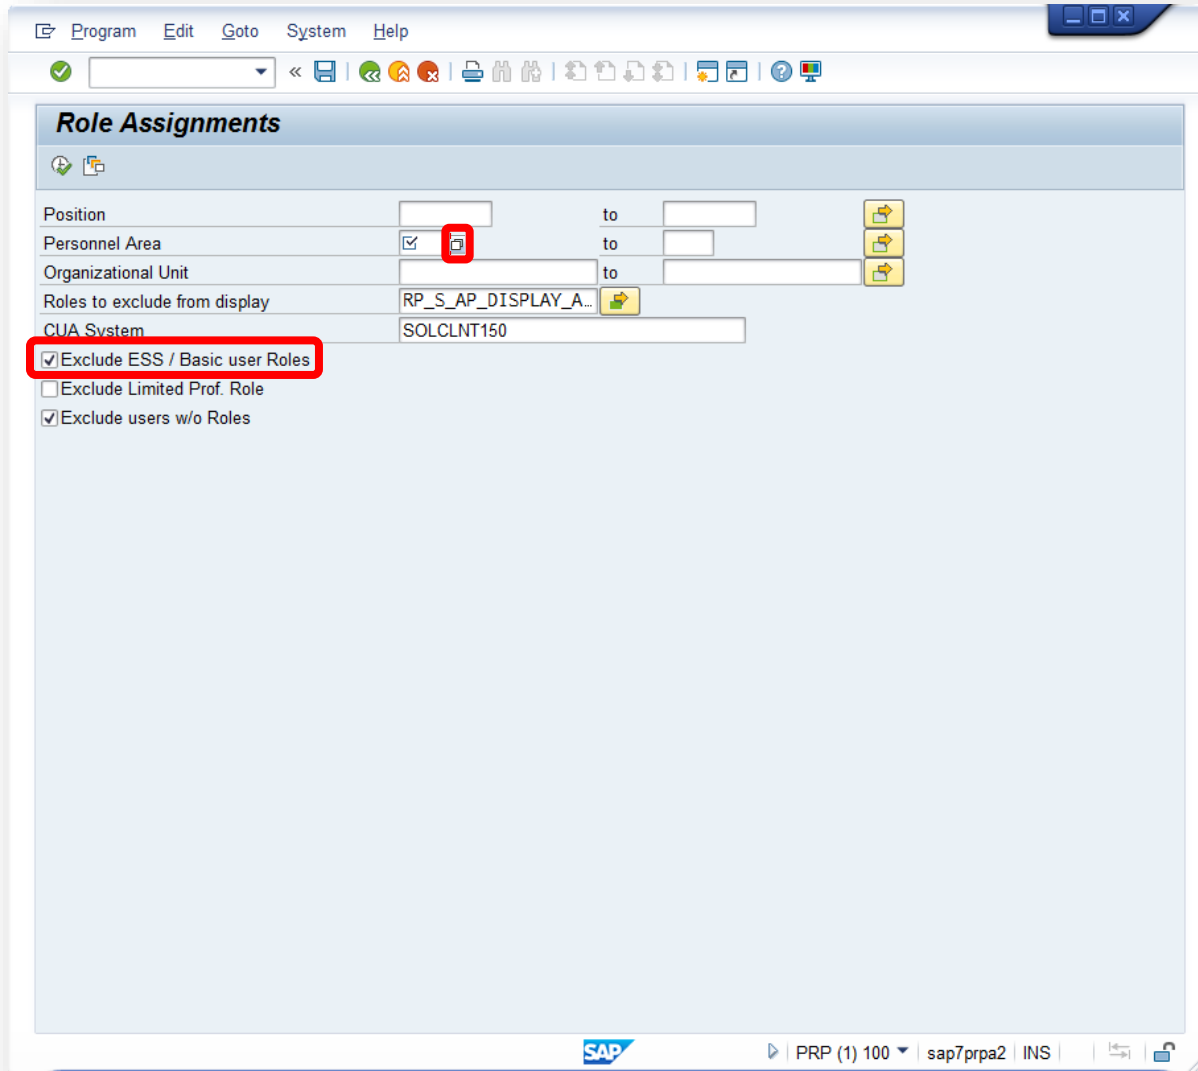 Program Edit Goto System Help
Role Assignments
Position to
Personnel Area to
Organizational Unit to
Roles to exclude from display RP_S_AP_DISPLAY_A…
CUA System SOLCLNT150
Exclude ESS / Basic user Roles
Exclude Limited Prof. Role
Exclude users w/o Roles
SAP PRP (1) 100 sap7prpa2 INS